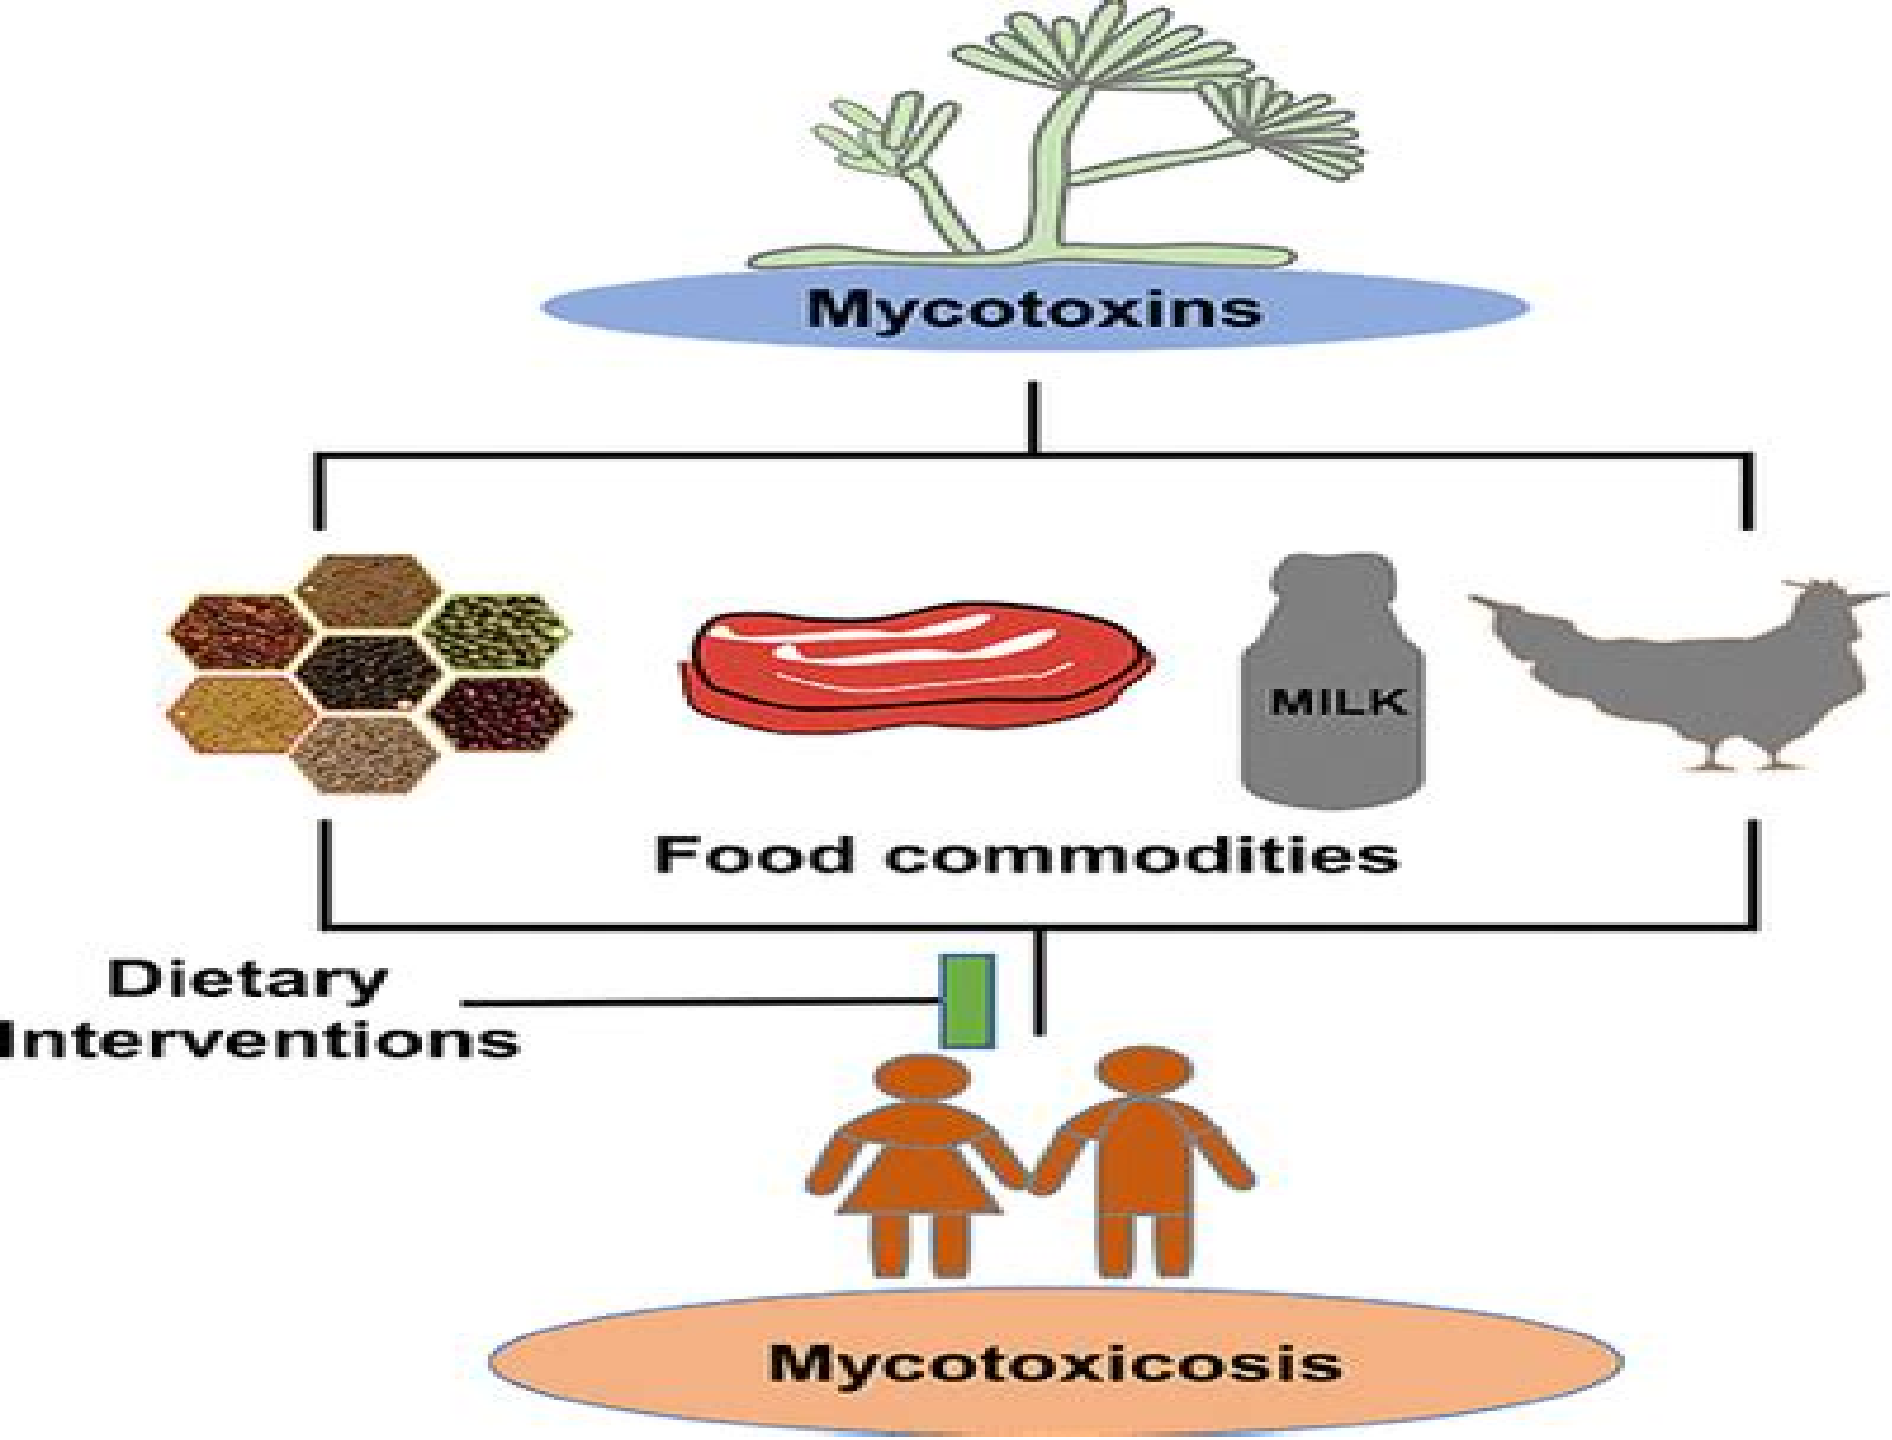 Mycotoxins
MILK
Food commodities
Dietary
Interventions
Mycotoxicosis